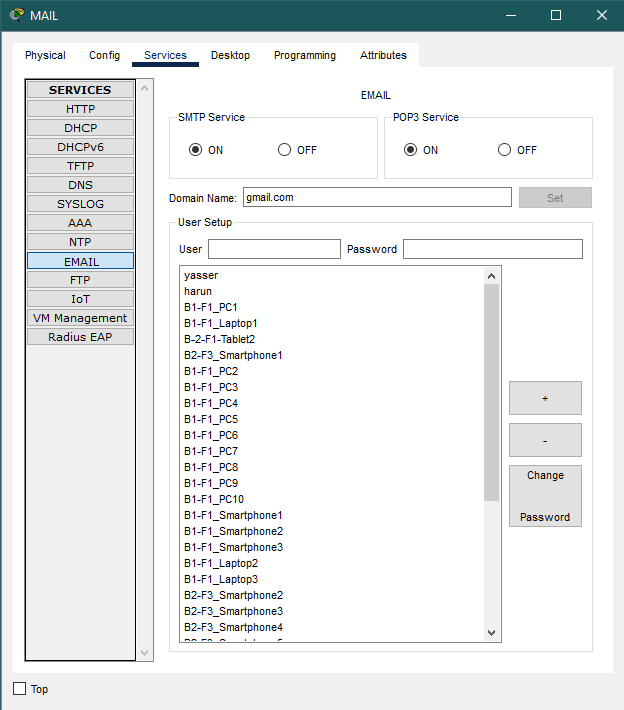 MAIL
Physical Config Services Desktop Programming Attributes
SERVICES
HTTP
DHCP
DHCPv6
TFTP
DNS
SYSLOG
AAA
NTP
EMAIL
FTP
IoT
VM Management
Radius EAP
EMAIL
SMTP Service
ON OFF
POP3 Service
ON OFF
Domain Name: gmail.com Set
User Setup
User Password
yasser
harun
B1-F1_PC1
B1-F1_Laptop1
B-2-F1-Tablet2
B2-F3_Smartphone1
B1-F1_PC2
B1-F1_PC3
B1-F1_PC4
B1-F1_PC5
B1-F1_PC6
B1-F1_PC7
B1-F1_PC8
B1-F1_PC9
B1-F1_PC10
B1-F1_Smartphone1
B1-F1_Smartphone2
B1-F1_Smartphone3
B1-F1_Laptop2
B1-F1_Laptop3
B2-F3_Smartphone2
B2-F3_Smartphone3
B2-F3_Smartphone4
+
-
Change
Password
Top